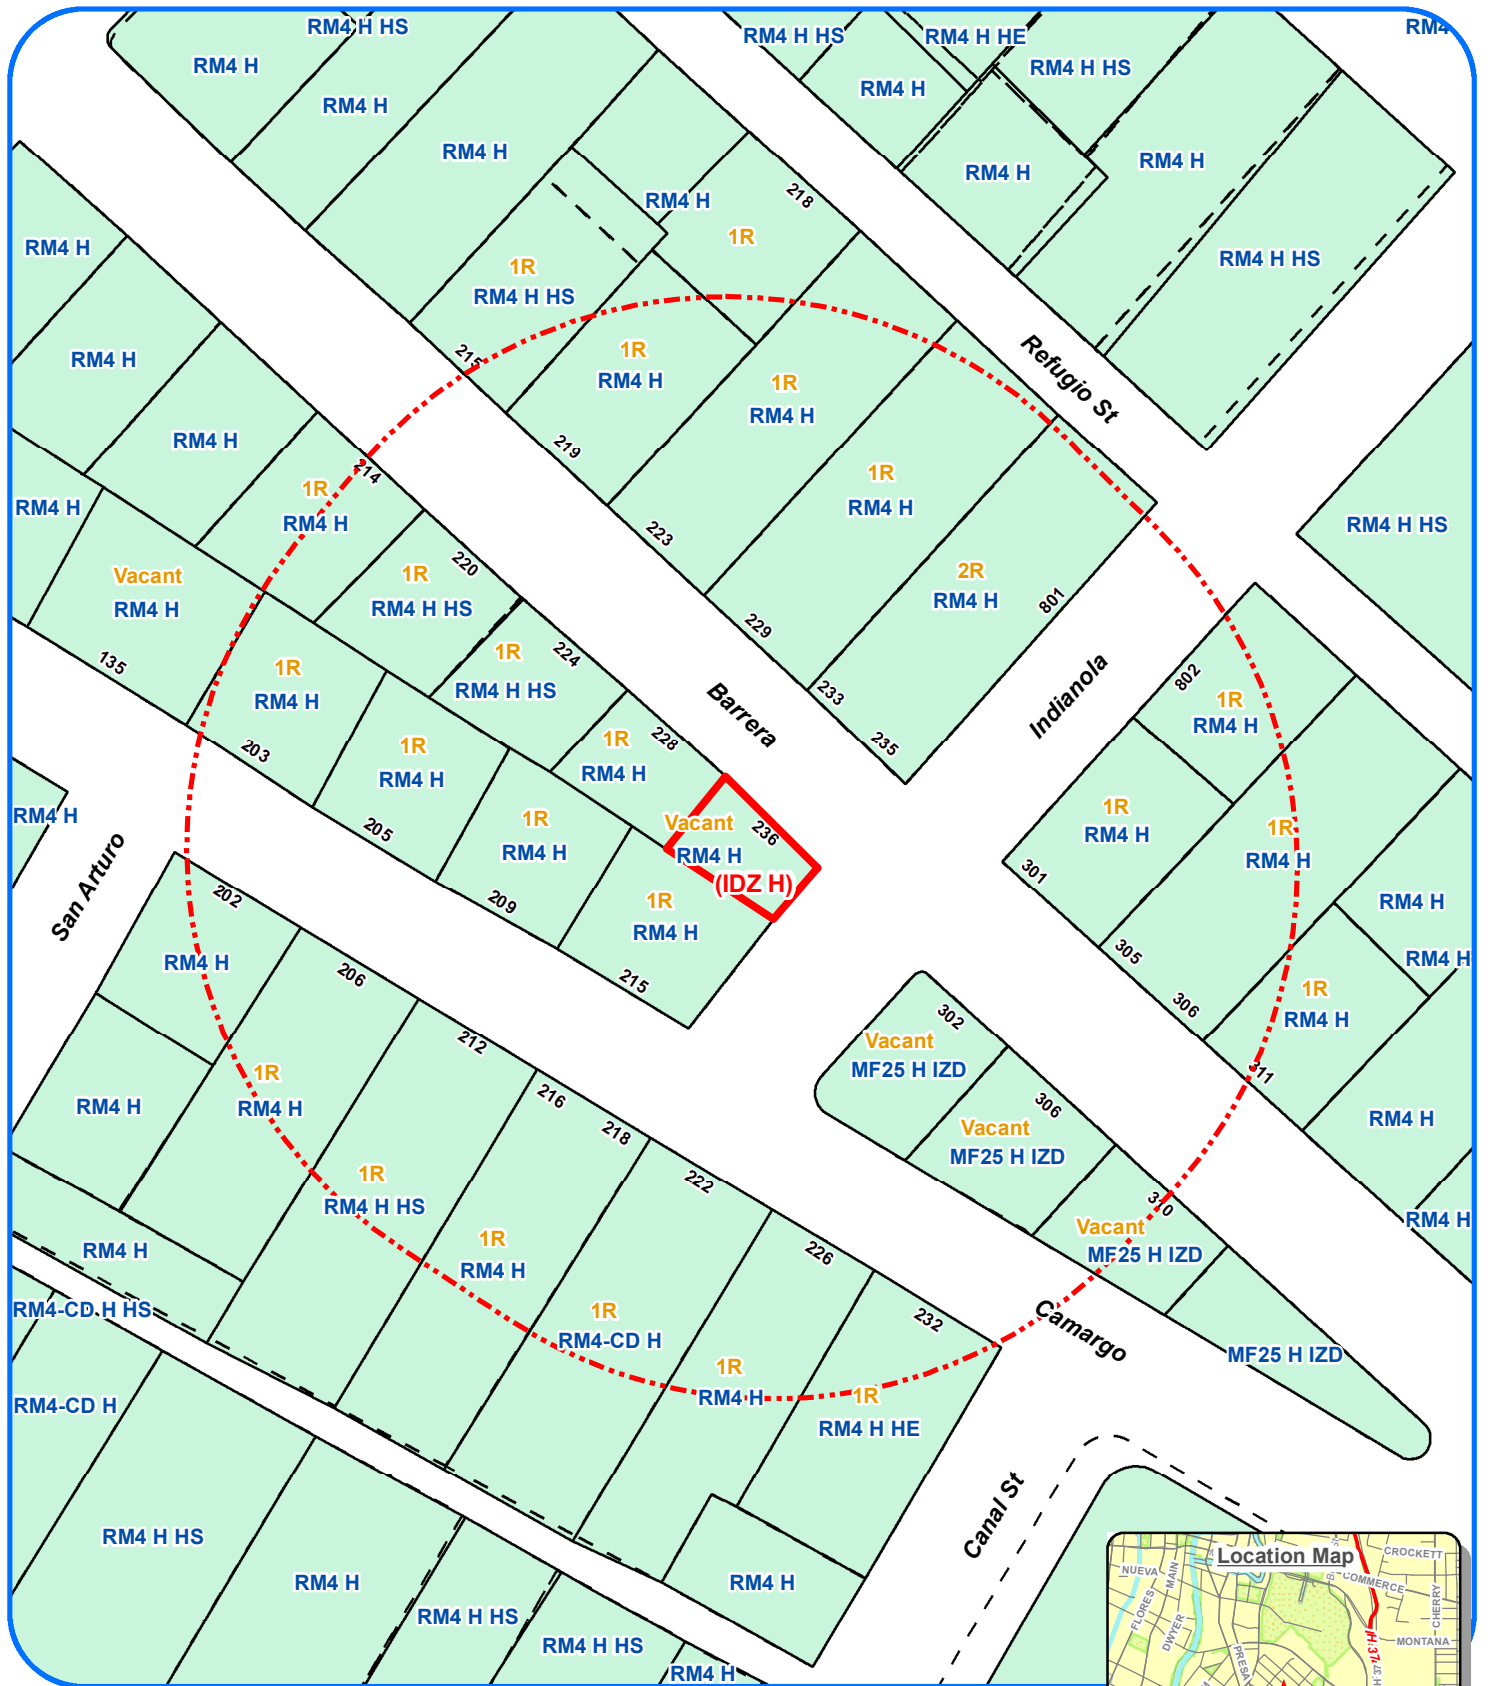 RM4 H HS
RM4 H
RM4 H
RM4 H
RM4 H HS
RM4 H HE
RM4 H HS
RM4
RM4 H
RM4 H
RM4 H
RM4 H HS
RM4 H
218
1R
1R
RM4 H HS
RM4 H
RM4 H
RM4 H
215
1R
RM4 H
1R
RM4 H
Refugio St
219
214
1R
RM4 H
1R
RM4 H
RM4 H
223
220
RM4 H HS
Vacant
RM4 H
1R
RM4 H HS
2R
RM4 H
801
229
224
1R
RM4 H HS
135
1R
RM4 H
Barrera
233
Indianola
802
1R
RM4 H
235
228
1R
RM4 H
203
1R
RM4 H
RM4 H
205
1R
RM4 H
Vacant
236
RM4 H
(IDZ H)
1R
RM4 H
1R
RM4 H
301
San Arturo
202
209
1R
RM4 H
RM4 H
RM4 H
305
306
1R
RM4 H
215
RM4 H
206
212
302
Vacant
MF25 H IZD
311
1R
RM4 H
RM4 H
216
218
306
Vacant
MF25 H IZD
RM4 H
1R
RM4 H HS
222
310
Vacant
MF25 H IZD
RM4 H
RM4 H
1R
RM4 H
226
RM4-CD H HS
1R
RM4-CD H
232
Camargo
MF25 H IZD
1R
RM4 H
1R
RM4 H HE
RM4-CD H
Canal St
RM4 H HS
RM4 H
RM4 H
RM4 H HS
RM4 H HS
RM4 H
Location Map
CROCKETT
NUEVA
MAIN
COMMERCE
CHERRY
FLORES
DWYER
MONTANA
PRESA
IH 37